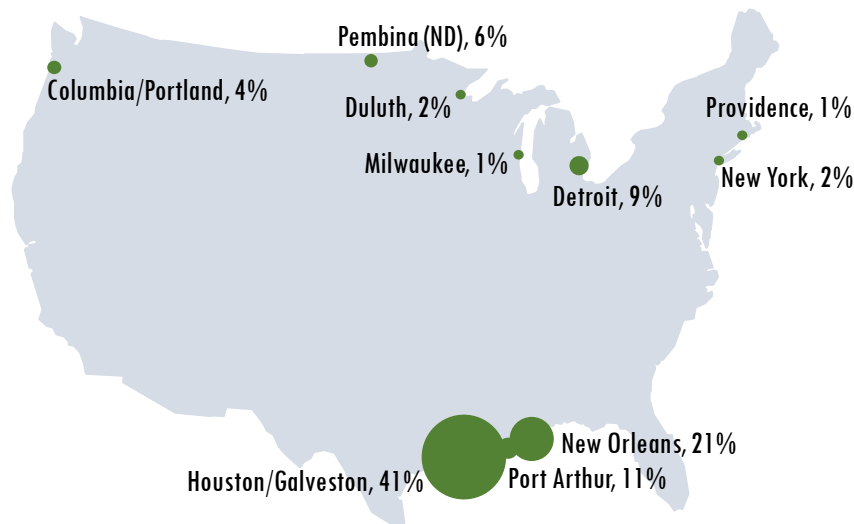 Pembina (ND), 6%
Columbia/Portland, 4%
Duluth, 2%
Providence, 1%
Milwaukee, 1%
New York, 2%
Detroit, 9%
New Orleans, 21%
Houston/Galveston, 41%
Port Arthur, 11%